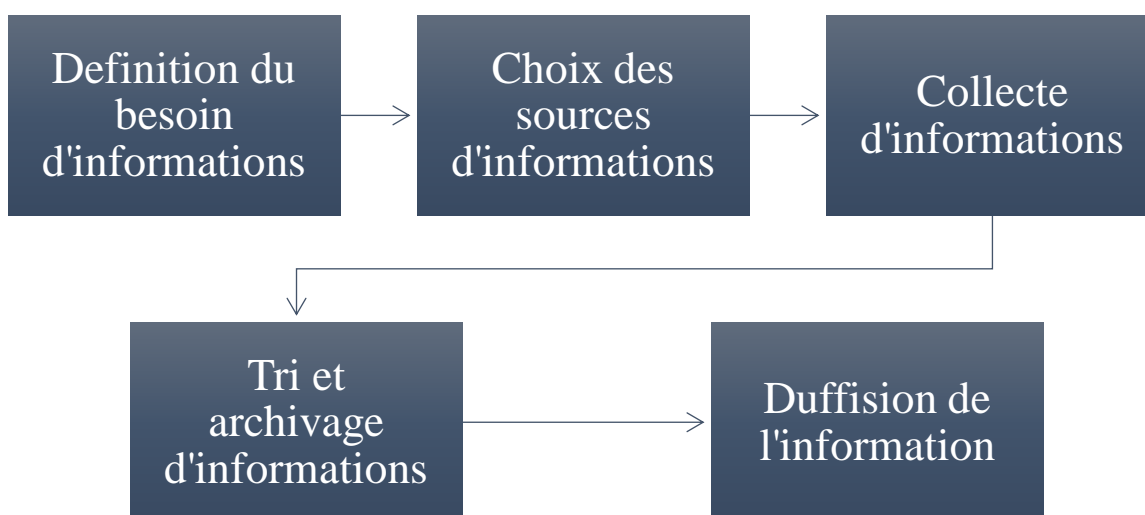 Definition du
besoin
d'informations
Choix des
sources
d'informations
Collecte
d'informations
Tri et
archivage
d'informations
Duffision de
l'information